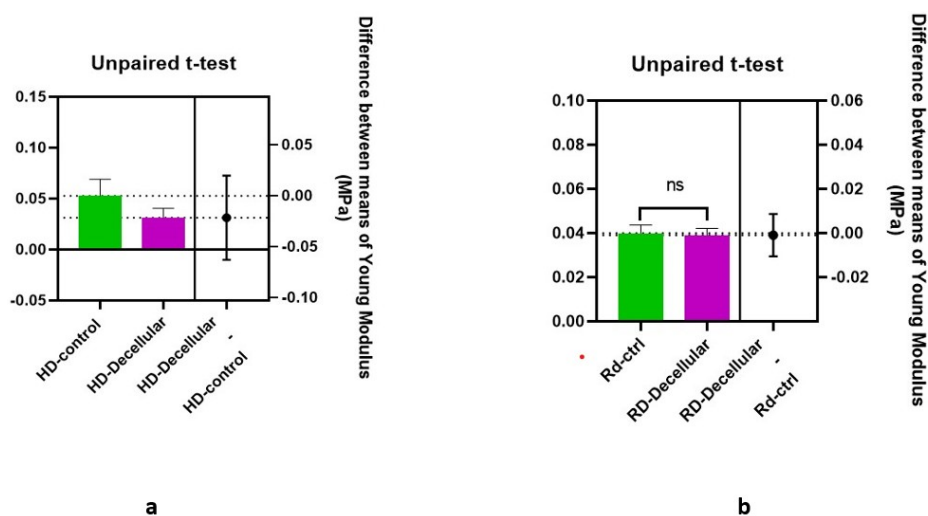 Unpaired t-test
0.15
0.10
0.05
0.00
-0.05
0.05
0.00
-0.05
-0.10
Difference between means of Young Modulus
(MPa)
HD-control
HD-Decellular
HD-Decellular
-
HD-control
a
Unpaired t-test
0.10
0.08
0.06
0.04
0.02
0.00
ns
0.06
0.04
0.02
0.00
-0.02
Difference between means of Young Modulus
(MPa)
Rd-ctrl
RD-Decellular
RD-Decellular
-
Rd-ctrl
b